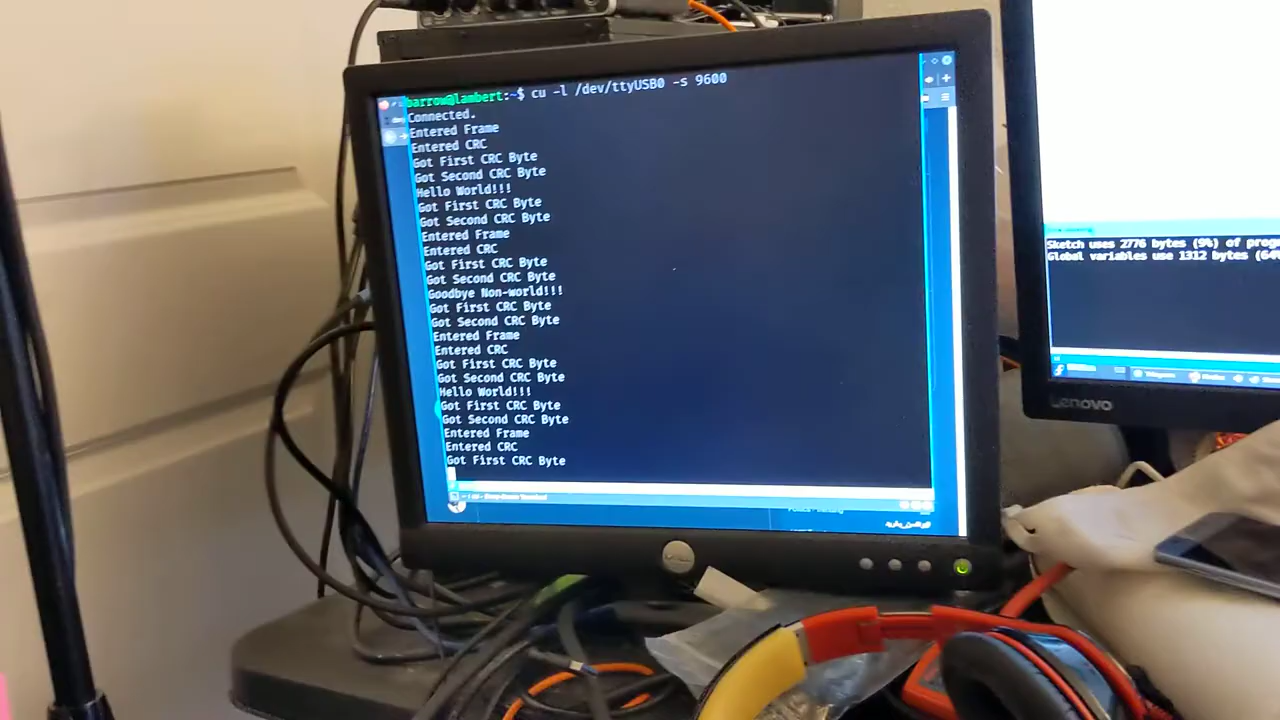 barrow@lambert:~$ cu -l /dev/ttyUSB0 -s 9600
Connected.
Entered Frame
Entered CRC
Got First CRC Byte
Got Second CRC Byte
Hello World!!!
Got First CRC Byte
Got Second CRC Byte
Entered Frame
Entered CRC
Got First CRC Byte
Got Second CRC Byte
Goodbye Non-world!!!
Got First CRC Byte
Got Second CRC Byte
Entered Frame
Entered CRC
Got First CRC Byte
Got Second CRC Byte
Hello World!!!
Got First CRC Byte
Got Second CRC Byte
Entered Frame
Entered CRC
Got First CRC Byte
DELL
Sketch uses 2776 bytes (9%) of prog
Global variables use 1312 bytes (64%
Lenovo